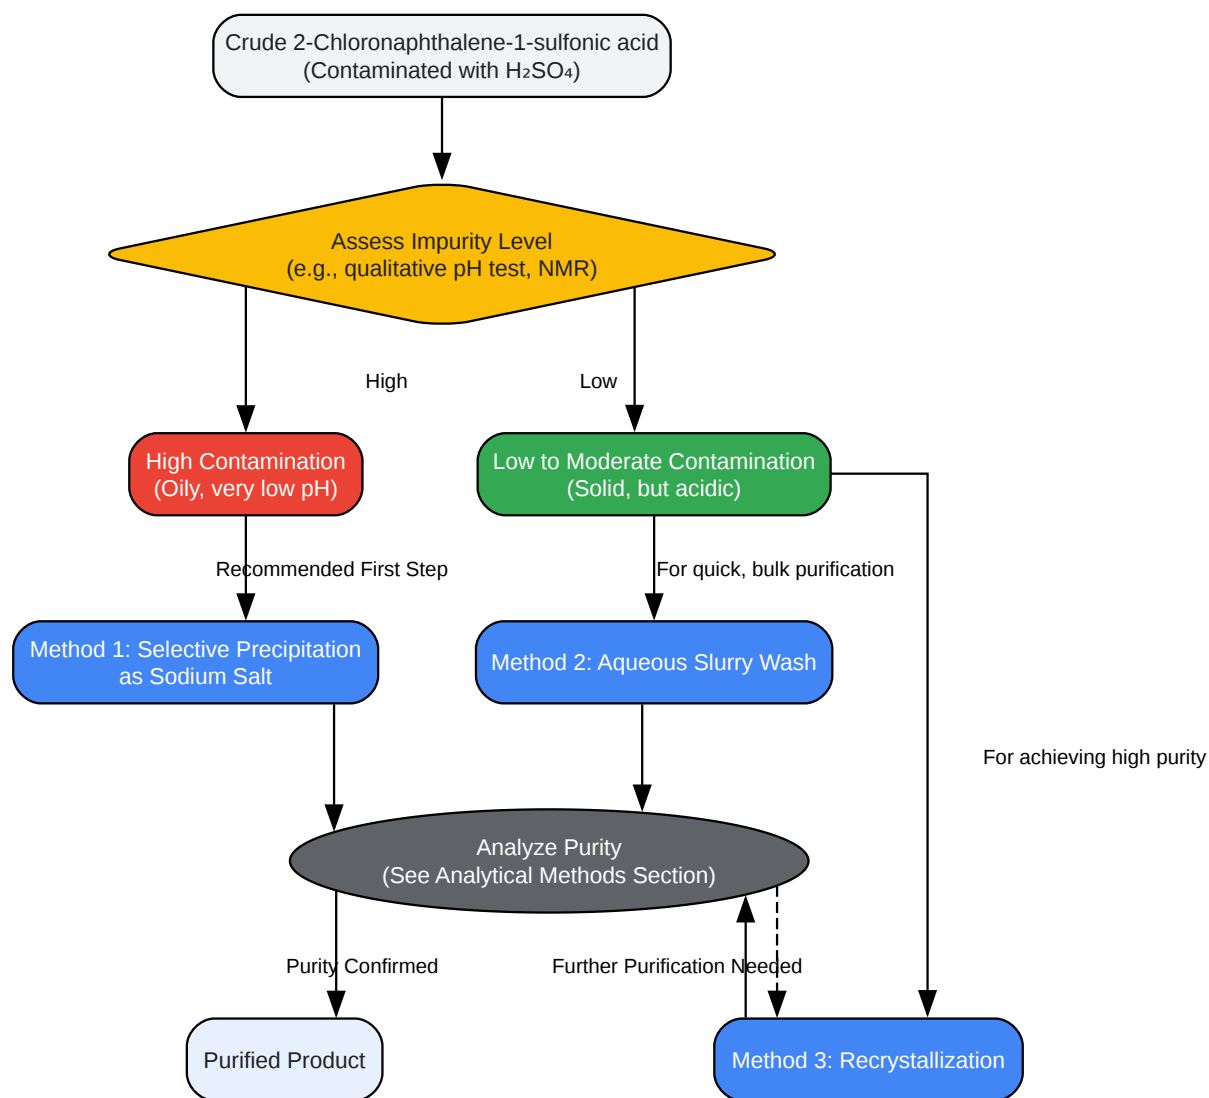 Crude 2-Chloronaphthalene-1-sulfonic acid
(Contaminated with H₂SO₄)
Assess Impurity Level
(e.g., qualitative pH test, NMR)
High
Low
High Contamination
(Oily, very low pH)
Low to Moderate Contamination
(Solid, but acidic)
Recommended First Step
For quick, bulk purification
Method 1: Selective Precipitation
as Sodium Salt
Method 2: Aqueous Slurry Wash
For achieving high purity
Analyze Purity
(See Analytical Methods Section)
Purity Confirmed
Further Purification Needed
Purified Product
Method 3: Recrystallization